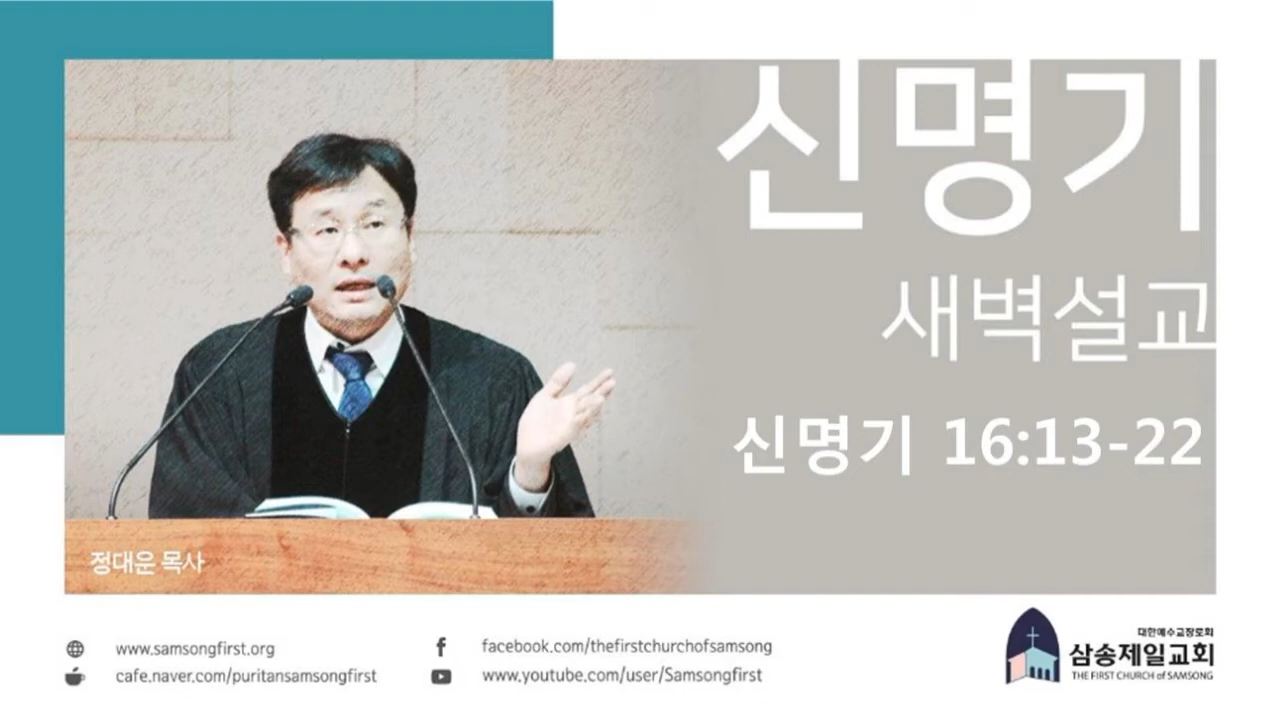 신명기
새벽설교
신명기 16:13-22
정대운 목사
www.samsongfirst.org
cafe.naver.com/puritansamsongfirst
facebook.com/thefirstchurchofsamsong
www.youtube.com/user/Samsongfirst
대한예수교장로회
삼송제일교회
THE FIRST CHURCH of SAMSONG